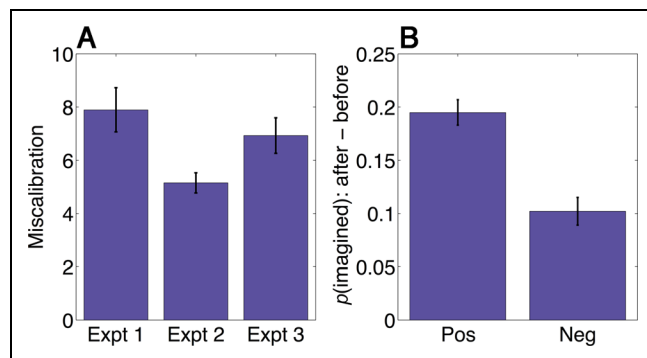 A
10
8
6
4
2
0
Miscalibration
Expt 1 Expt 2 Expt 3
B
0.25
0.2
0.15
0.1
0.05
0
p(imagined): after – before
Pos Neg